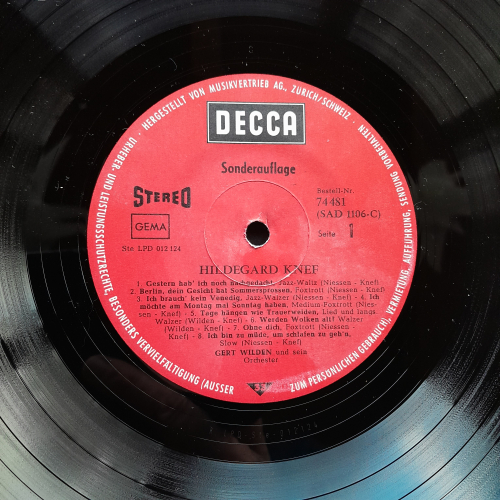 · HERGESTELLT VON MUSIKVERTRIEB AG., ZÜRICH/SCHWEIZ ·
URHEBER- UND LEISTUNGSSCHUTZRECHTE, BESONDERS VERVIELFÄLTIGUNG (AUSSER
ZUM PERSÖNLICHEN GEBRAUCH), VERMIETUNG, AUFFÜHRUNG, SENDUNG VORBEHALTEN
DECCA
Sonderauflage
STEREO
Bestell-Nr.
74481
(SAD 1106-C)
GEMA
Seite 1
Ste. LPD 012 124
HILDEGARD KNEF
1. Gestern hab' ich noch nachgedacht, Jazz-Waltz (Niessen - Knef)
2. Berlin, dein Gesicht hat Sommersprossen, Foxtrott (Niessen - Knef)
3. Ich brauch' kein Venedig, Jazz-Walzer (Niessen - Knef) - 4. Ich
möchte am Montag mal Sonntag haben, Medium-Foxtrott (Nies-
sen - Knef) - 5. Tage hängen wie Trauerweiden, Lied und langs.
Walzer (Wilden - Knef) - 6. Werden Wolken alt? Walzer
(Wilden - Knef) - 7. Ohne dich, Foxtrott (Niessen
- Knef) - 8. Ich bin zu müde, um schlafen zu geh'n,
Slow (Niessen - Knef)
GERT WILDEN und sein
Orchester